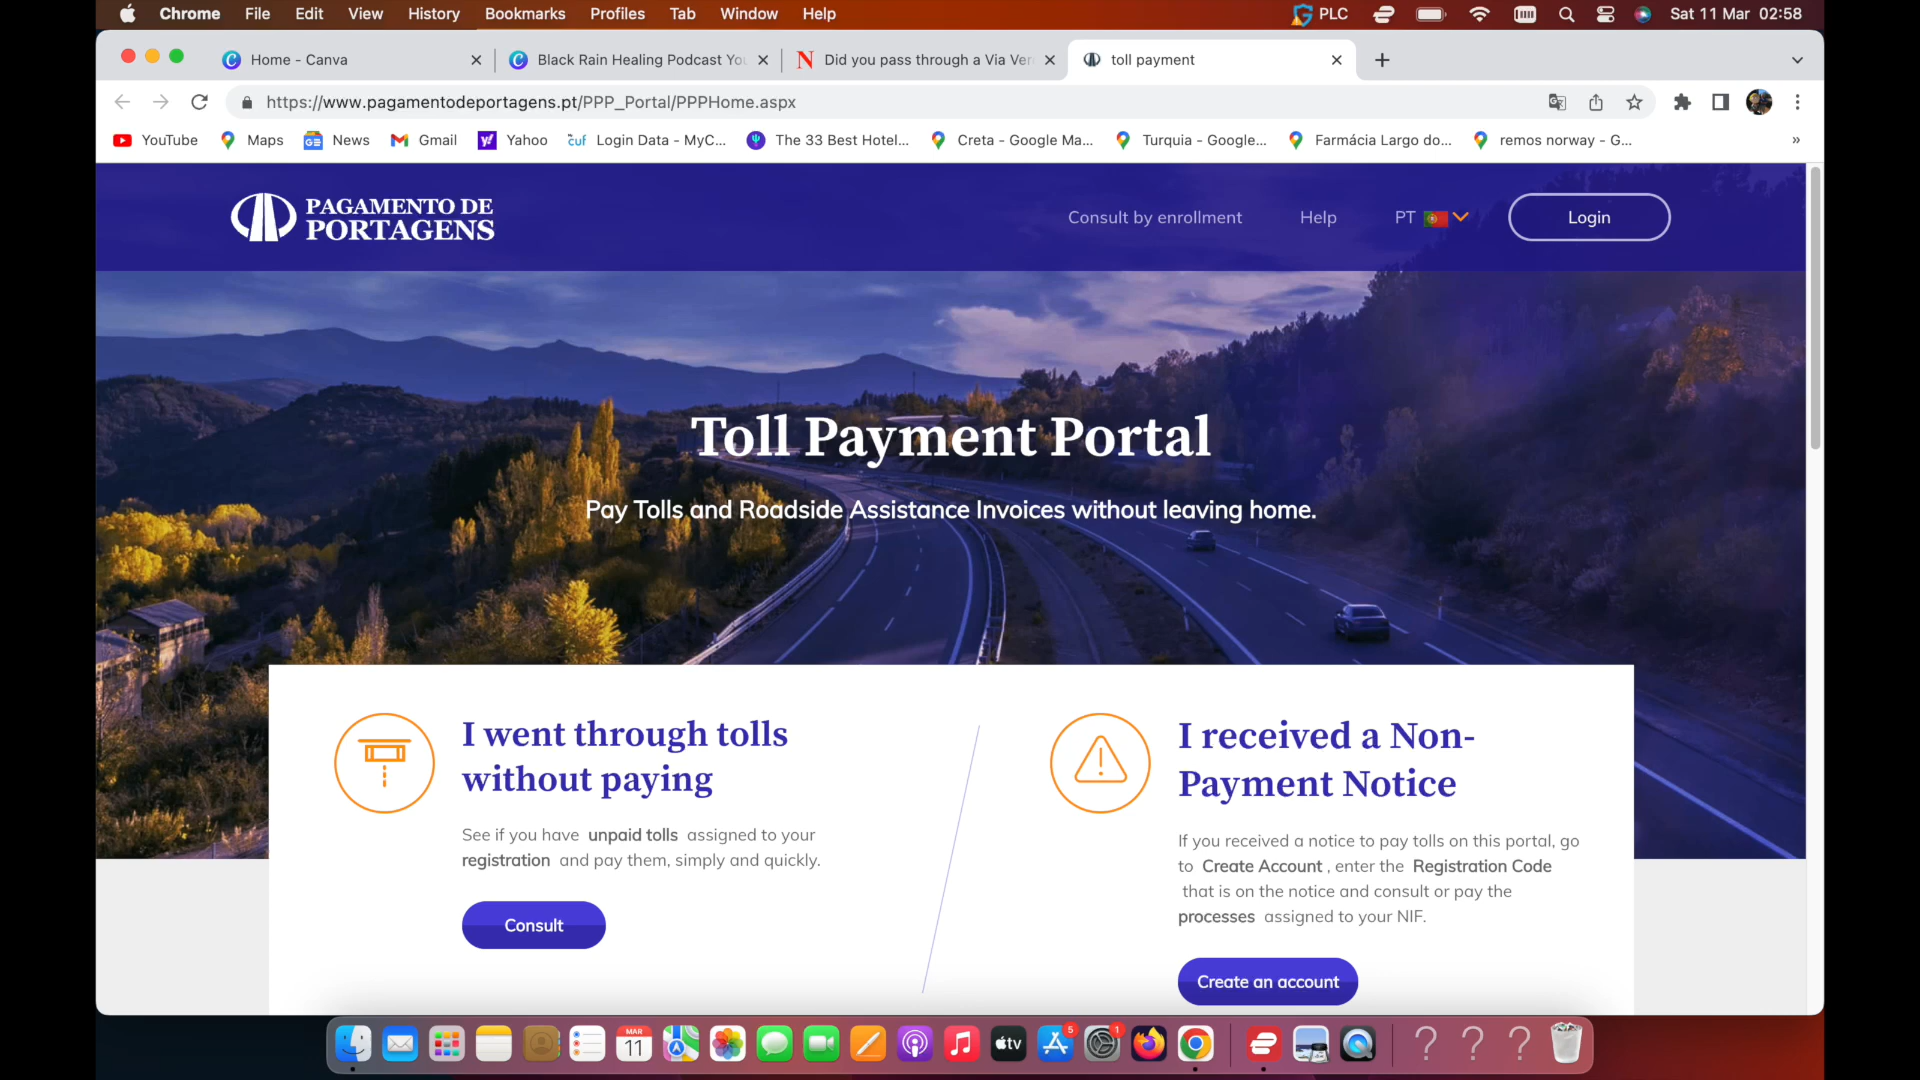 Chrome File Edit View History Bookmarks Profiles Tab Window Help PLC Sat 11 Mar 02:58
Home - Canva
Black Rain Healing Podcast You
Did you pass through a Via Ver
toll payment
https://www.pagamentodeportagens.pt/PPP_Portal/PPPHome.aspx
YouTube Maps News Gmail Yahoo cuf Login Data - MyC... The 33 Best Hotel... Creta - Google Ma... Turquia - Google... Farmácia Largo do... remos norway - G... »
PAGAMENTO DE
PORTAGENS
Consult by enrollment Help PT Login
Toll Payment Portal
Pay Tolls and Roadside Assistance Invoices without leaving home.
I went through tolls
without paying
See if you have unpaid tolls assigned to your
registration and pay them, simply and quickly.
Consult
I received a Non-
Payment Notice
If you received a notice to pay tolls on this portal, go
to Create Account , enter the Registration Code
that is on the notice and consult or pay the
processes assigned to your NIF.
Create an account
MAR
11
tv
5
1
? ? ?